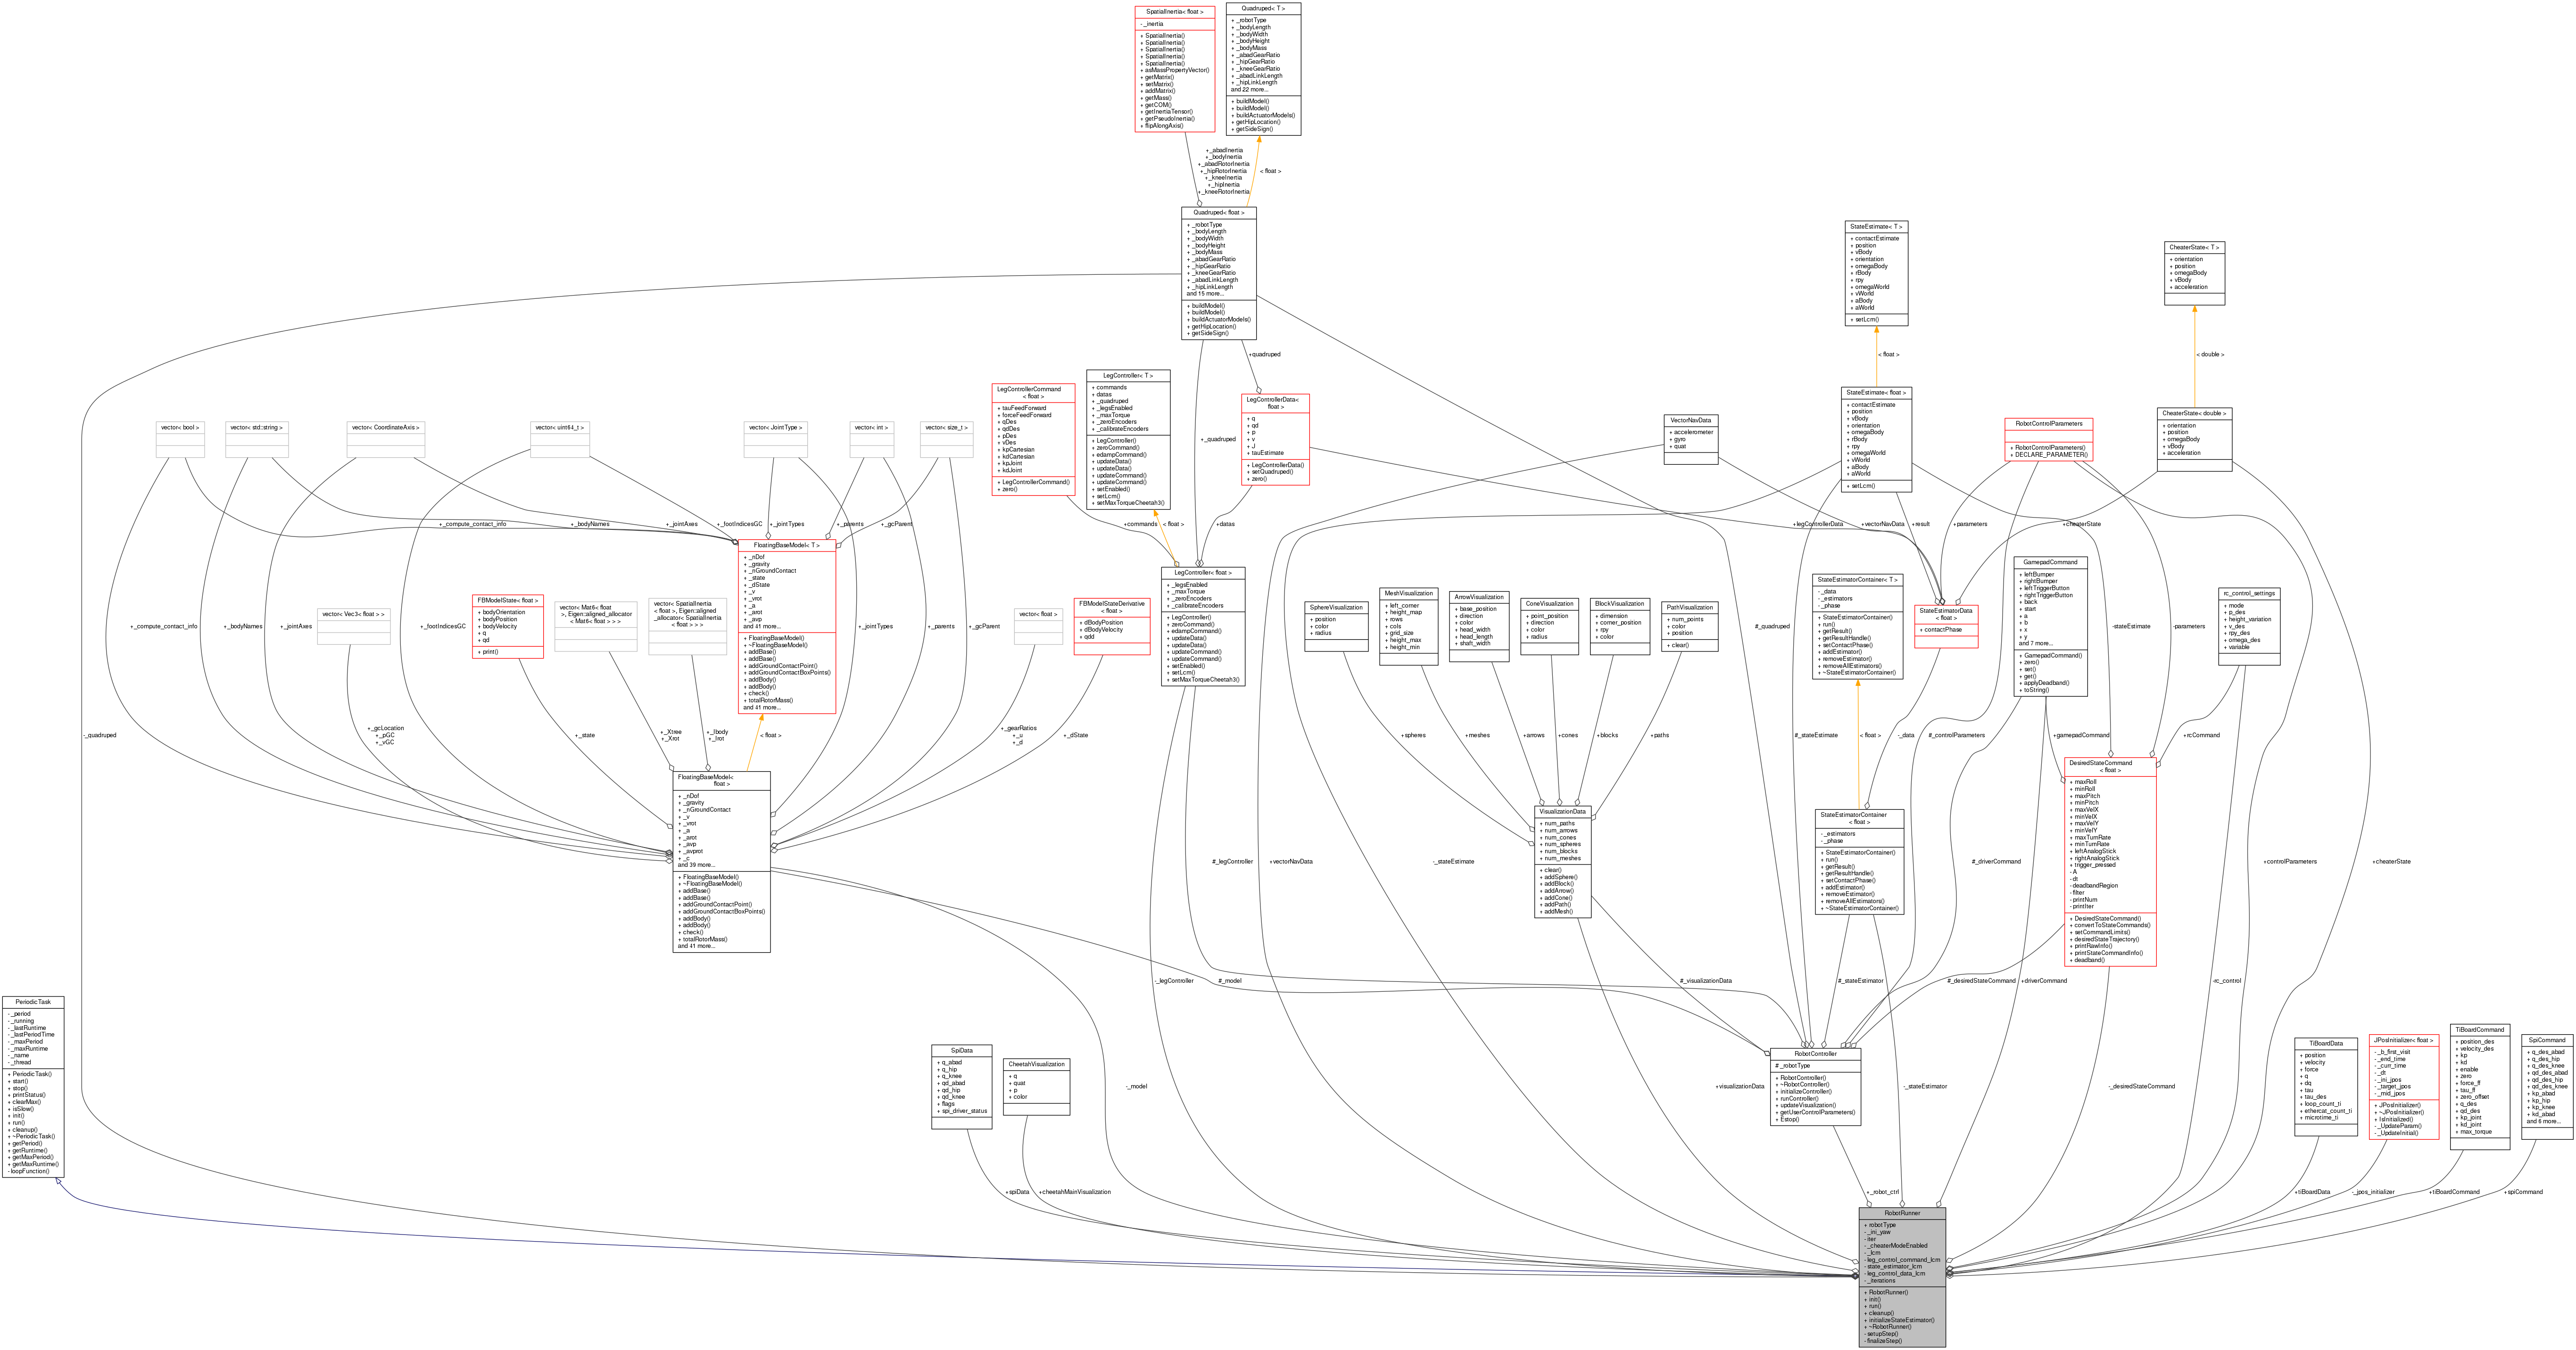 SpatialInertia< float >
- _inertia
+ SpatialInertia()
+ SpatialInertia()
+ SpatialInertia()
+ SpatialInertia()
+ SpatialInertia()
+ asMassPropertyVector()
+ getMatrix()
+ setMatrix()
+ addMatrix()
+ getMass()
+ getCOM()
+ getInertiaTensor()
+ getPseudoInertia()
+ flipAlongAxis()
Quadruped< T >
+ _robotType
+ _bodyLength
+ _bodyWidth
+ _bodyHeight
+ _bodyMass
+ _abadGearRatio
+ _hipGearRatio
+ _kneeGearRatio
+ _abadLinkLength
+ _hipLinkLength
and 22 more...
+ buildModel()
+ buildModel()
+ buildActuatorModels()
+ getHipLocation()
+ getSideSign()
+_abadInertia
+_bodyInertia
+_abadRotorInertia
+_hipRotorInertia
+_kneeInertia
+_hipInertia
+_kneeRotorInertia
< float >
Quadruped< float >
+ _robotType
+ _bodyLength
+ _bodyWidth
+ _bodyHeight
+ _bodyMass
+ _abadGearRatio
+ _hipGearRatio
+ _kneeGearRatio
+ _abadLinkLength
+ _hipLinkLength
and 15 more...
+ buildModel()
+ buildModel()
+ buildActuatorModels()
+ getHipLocation()
+ getSideSign()
StateEstimate< T >
+ contactEstimate
+ position
+ vBody
+ orientation
+ omegaBody
+ rBody
+ rpy
+ omegaWorld
+ vWorld
+ aBody
+ aWorld
+ setLcm()
CheaterState< T >
+ orientation
+ position
+ omegaBody
+ vBody
+ acceleration
+quadruped
< float >
< double >
LegControllerCommand
< float >
+ tauFeedForward
+ forceFeedForward
+ qDes
+ qdDes
+ pDes
+ vDes
+ kpCartesian
+ kdCartesian
+ kpJoint
+ kdJoint
+ LegControllerCommand()
+ zero()
LegController< T >
+ commands
+ datas
+ _quadruped
+ _legsEnabled
+ _maxTorque
+ _zeroEncoders
+ _calibrateEncoders
+ LegController()
+ zeroCommand()
+ edampCommand()
+ updateData()
+ updateData()
+ updateCommand()
+ updateCommand()
+ setEnabled()
+ setLcm()
+ setMaxTorqueCheetah3()
LegControllerData<
float >
+ q
+ qd
+ p
+ v
+ J
+ tauEstimate
+ LegControllerData()
+ setQuadruped()
+ zero()
VectorNavData
+ accelerometer
+ gyro
+ quat
StateEstimate< float >
+ contactEstimate
+ position
+ vBody
+ orientation
+ omegaBody
+ rBody
+ rpy
+ omegaWorld
+ vWorld
+ aBody
+ aWorld
+ setLcm()
RobotControlParameters
+ RobotControlParameters()
+ DECLARE_PARAMETER()
CheaterState< double >
+ orientation
+ position
+ omegaBody
+ vBody
+ acceleration
vector< bool >
vector< std::string >
vector< CoordinateAxis >
vector< uint64_t >
vector< JointType >
vector< int >
vector< size_t >
+_quadruped
+_compute_contact_info
+_bodyNames
+_jointAxes
+_footIndicesGC
+_jointTypes
+_parents
+_gcParent
+commands
< float >
+datas
+legControllerData
+vectorNavData
+result
+parameters
+cheaterState
FloatingBaseModel< T >
+ _nDof
+ _gravity
+ _nGroundContact
+ _state
+ _dState
+ _v
+ _vrot
+ _a
+ _arot
+ _avp
and 41 more...
+ FloatingBaseModel()
+ ~FloatingBaseModel()
+ addBase()
+ addBase()
+ addGroundContactPoint()
+ addGroundContactBoxPoints()
+ addBody()
+ addBody()
+ check()
+ totalRotorMass()
and 41 more...
LegController< float >
+ _legsEnabled
+ _maxTorque
+ _zeroEncoders
+ _calibrateEncoders
+ LegController()
+ zeroCommand()
+ edampCommand()
+ updateData()
+ updateData()
+ updateCommand()
+ updateCommand()
+ setEnabled()
+ setLcm()
+ setMaxTorqueCheetah3()
vector< Vec3< float > >
FBModelState< float >
+ bodyOrientation
+ bodyPosition
+ bodyVelocity
+ q
+ qd
+ print()
vector< Mat6< float
>, Eigen::aligned_allocator
< Mat6< float > > >
vector< SpatialInertia
< float >, Eigen::aligned
_allocator< SpatialInertia
< float > > >
vector< float >
FBModelStateDerivative
< float >
+ dBodyPosition
+ dBodyVelocity
+ qdd
SphereVisualization
+ position
+ color
+ radius
MeshVisualization
+ left_corner
+ height_map
+ rows
+ cols
+ grid_size
+ height_max
+ height_min
ArrowVisualization
+ base_position
+ direction
+ color
+ head_width
+ head_length
+ shaft_width
ConeVisualization
+ point_position
+ direction
+ color
+ radius
BlockVisualization
+ dimension
+ corner_position
+ rpy
+ color
PathVisualization
+ num_points
+ color
+ position
+ clear()
StateEstimatorContainer< T >
- _data
- _estimators
- _phase
+ StateEstimatorContainer()
+ run()
+ getResult()
+ getResultHandle()
+ setContactPhase()
+ addEstimator()
+ removeEstimator()
+ removeAllEstimators()
+ ~StateEstimatorContainer()
StateEstimatorData
< float >
+ contactPhase
GamepadCommand
+ leftBumper
+ rightBumper
+ leftTriggerButton
+ rightTriggerButton
+ back
+ start
+ a
+ b
+ x
+ y
and 7 more...
+ GamepadCommand()
+ zero()
+ set()
+ get()
+ applyDeadband()
+ toString()
rc_control_settings
+ mode
+ p_des
+ height_variation
+ v_des
+ rpy_des
+ omega_des
+ variable
+_compute_contact_info
+_bodyNames
+_jointAxes
+_footIndicesGC
+_jointTypes
+_parents
+_gcParent
#_quadruped
-stateEstimate
-parameters
-_quadruped
+_gcLocation
+_pGC
+_vGC
+_state
+_Xtree
+_Xrot
+_Ibody
+_Irot
< float >
+_gearRatios
+_u
+_d
+_dState
+spheres
+meshes
+arrows
+cones
+blocks
+paths
#_stateEstimate
< float >
-_data
#_controlParameters
+gamepadCommand
+rcCommand
FloatingBaseModel<
float >
+ _nDof
+ _gravity
+ _nGroundContact
+ _v
+ _vrot
+ _a
+ _arot
+ _avp
+ _avprot
+ _c
and 39 more...
+ FloatingBaseModel()
+ ~FloatingBaseModel()
+ addBase()
+ addBase()
+ addGroundContactPoint()
+ addGroundContactBoxPoints()
+ addBody()
+ addBody()
+ check()
+ totalRotorMass()
and 41 more...
VisualizationData
+ num_paths
+ num_arrows
+ num_cones
+ num_spheres
+ num_blocks
+ num_meshes
+ clear()
+ addSphere()
+ addBlock()
+ addArrow()
+ addCone()
+ addPath()
+ addMesh()
StateEstimatorContainer
< float >
- _estimators
- _phase
+ StateEstimatorContainer()
+ run()
+ getResult()
+ getResultHandle()
+ setContactPhase()
+ addEstimator()
+ removeEstimator()
+ removeAllEstimators()
+ ~StateEstimatorContainer()
DesiredStateCommand
< float >
+ maxRoll
+ minRoll
+ maxPitch
+ minPitch
+ maxVelX
+ minVelX
+ maxVelY
+ minVelY
+ maxTurnRate
+ minTurnRate
+ leftAnalogStick
+ rightAnalogStick
+ trigger_pressed
- A
- dt
- deadbandRegion
- filter
- printNum
- printIter
+ DesiredStateCommand()
+ convertToStateCommands()
+ setCommandLimits()
+ desiredStateTrajectory()
+ printRawInfo()
+ printStateCommandInfo()
+ deadband()
#_legController
+vectorNavData
-_stateEstimate
#_driverCommand
+controlParameters
+cheaterState
-_legController
#_model
#_visualizationData
#_stateEstimator
#_desiredStateCommand
+driverCommand
-rc_control
PeriodicTask
- _period
- _running
- _lastRuntime
- _lastPeriodTime
- _maxPeriod
- _maxRuntime
- _name
- _thread
+ PeriodicTask()
+ start()
+ stop()
+ printStatus()
+ clearMax()
+ isSlow()
+ init()
+ run()
+ cleanup()
+ ~PeriodicTask()
+ getPeriod()
+ getRuntime()
+ getMaxPeriod()
+ getMaxRuntime()
- loopFunction()
SpiData
+ q_abad
+ q_hip
+ q_knee
+ qd_abad
+ qd_hip
+ qd_knee
+ flags
+ spi_driver_status
CheetahVisualization
+ q
+ quat
+ p
+ color
-_model
+visualizationData
RobotController
# _robotType
+ RobotController()
+ ~RobotController()
+ initializeController()
+ runController()
+ updateVisualization()
+ getUserControlParameters()
+ Estop()
-_stateEstimator
-_desiredStateCommand
TiBoardData
+ position
+ velocity
+ force
+ q
+ dq
+ tau
+ tau_des
+ loop_count_ti
+ ethercat_count_ti
+ microtime_ti
JPosInitializer< float >
- _b_first_visit
- _end_time
- _curr_time
- _dt
- _ini_jpos
- _target_jpos
- _mid_jpos
+ JPosInitializer()
+ ~JPosInitializer()
+ IsInitialized()
- _UpdateParam()
- _UpdateInitial()
TiBoardCommand
+ position_des
+ velocity_des
+ kp
+ kd
+ enable
+ zero
+ force_ff
+ tau_ff
+ zero_offset
+ q_des
+ qd_des
+ kp_joint
+ kd_joint
+ max_torque
SpiCommand
+ q_des_abad
+ q_des_hip
+ q_des_knee
+ qd_des_abad
+ qd_des_hip
+ qd_des_knee
+ kp_abad
+ kp_hip
+ kp_knee
+ kd_abad
and 6 more...
+spiData
+cheetahMainVisualization
+_robot_ctrl
+tiBoardData
-_jpos_initializer
+tiBoardCommand
+spiCommand
RobotRunner
+ robotType
- _ini_yaw
- iter
- _cheaterModeEnabled
- _lcm
- leg_control_command_lcm
- state_estimator_lcm
- leg_control_data_lcm
- _iterations
+ RobotRunner()
+ init()
+ run()
+ cleanup()
+ initializeStateEstimator()
+ ~RobotRunner()
- setupStep()
- finalizeStep()